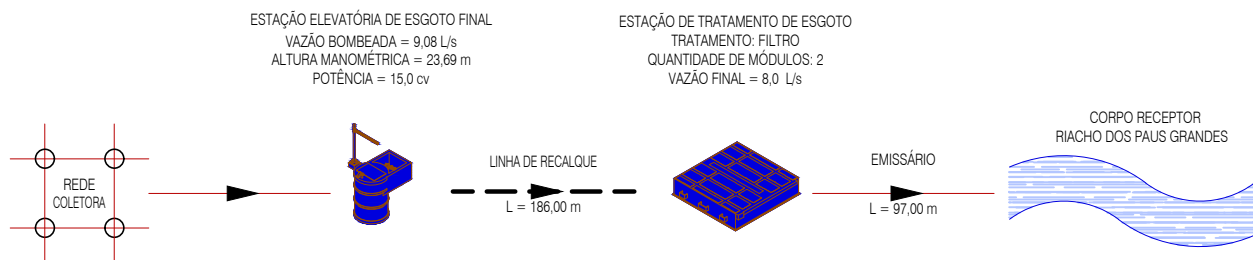 ESTAÇÃO ELEVATÓRIA DE ESGOTO FINAL
VAZÃO BOMBEADA = 9,08 L/s
ALTURA MANOMÉTRICA = 23,69 m
POTÊNCIA = 15,0 cv
ESTAÇÃO DE TRATAMENTO DE ESGOTO
TRATAMENTO: FILTRO
QUANTIDADE DE MÓDULOS: 2
VAZÃO FINAL = 8,0 L/s
CORPO RECEPTOR
RIACHO DOS PAUS GRANDES
REDE
COLETORA
LINHA DE RECALQUE
L = 186,00 m
EMISSÁRIO
L = 97,00 m